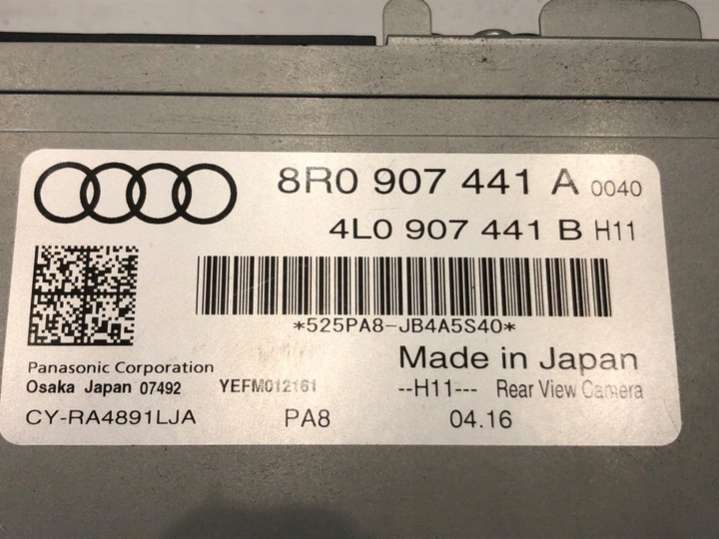 8R0 907 441 A 0040
4L0 907 441 B H11
*525PA8-JB4A5S40*
Panasonic Corporation
Made in Japan
Osaka Japan 07492 YEFM012161 --H11--- Rear View Camera
CY-RA4891LJA PA8 04.16